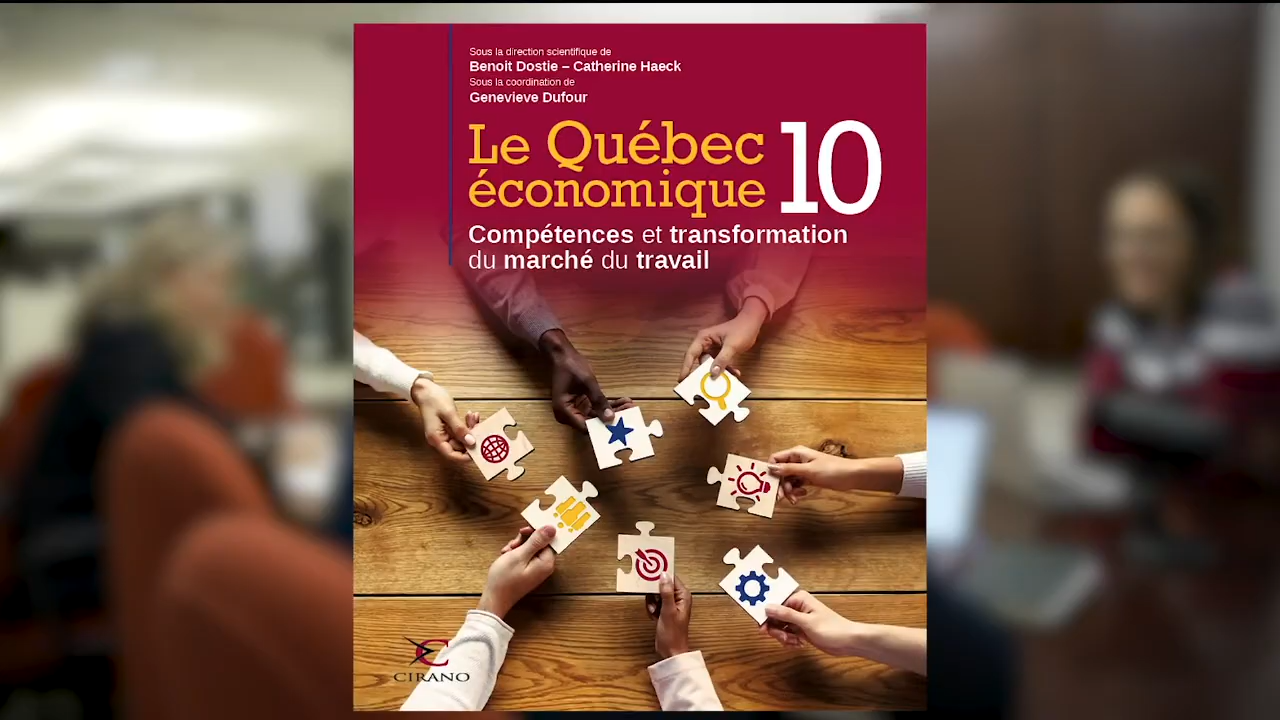 Sous la direction scientifique de
Benoit Dostie – Catherine Haeck
Sous la coordination de
Genevieve Dufour
Le Québec
économique 10
Compétences et transformation
du marché du travail
CIRANO